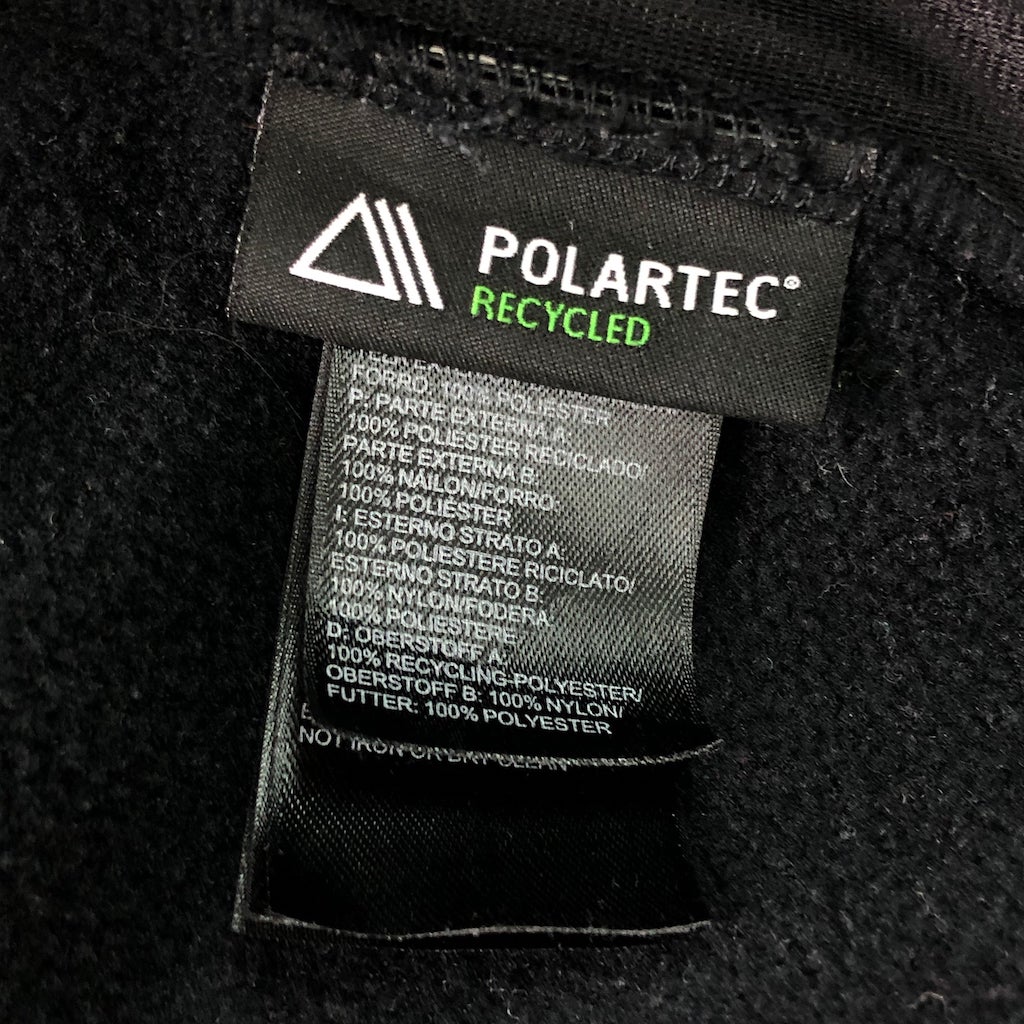 POLARTEC®
RECYCLED
FORRO: 100% POLIESTER
P: PARTE EXTERNA A:
100% POLIESTER RECICLADO/
PARTE EXTERNA B:
100% NAILON/FORRO:
100% POLIESTER
I: ESTERNO STRATO A:
100% POLIESTERE RICICLATO/
ESTERNO STRATO B:
100% NYLON/FODERA
100% POLIESTERE
D: OBERSTOFF A:
100% RECYCLING-POLYESTER/
OBERSTOFF B: 100% NYLON/
FUTTER: 100% POLYESTER
NOT IRON OR DRY CLEAN